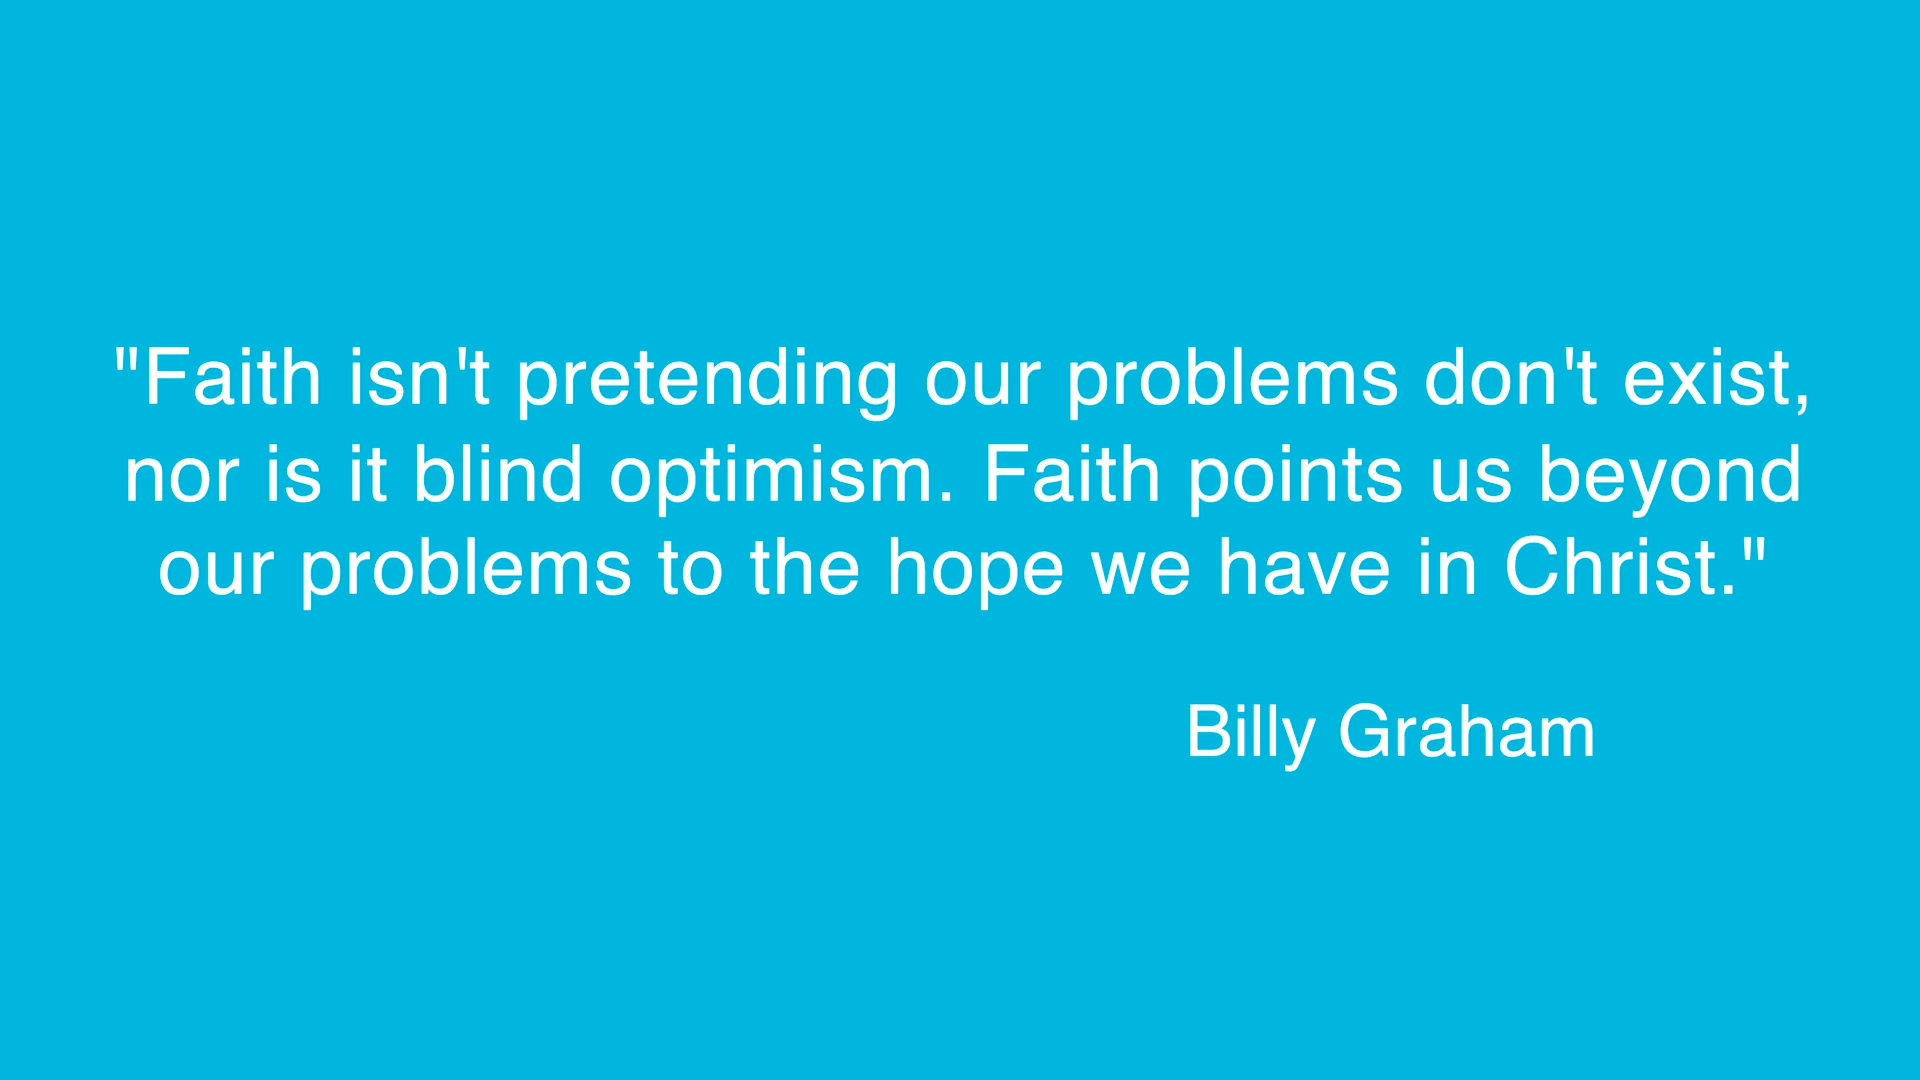 "Faith isn't pretending our problems don't exist,
nor is it blind optimism. Faith points us beyond
our problems to the hope we have in Christ."
Billy Graham